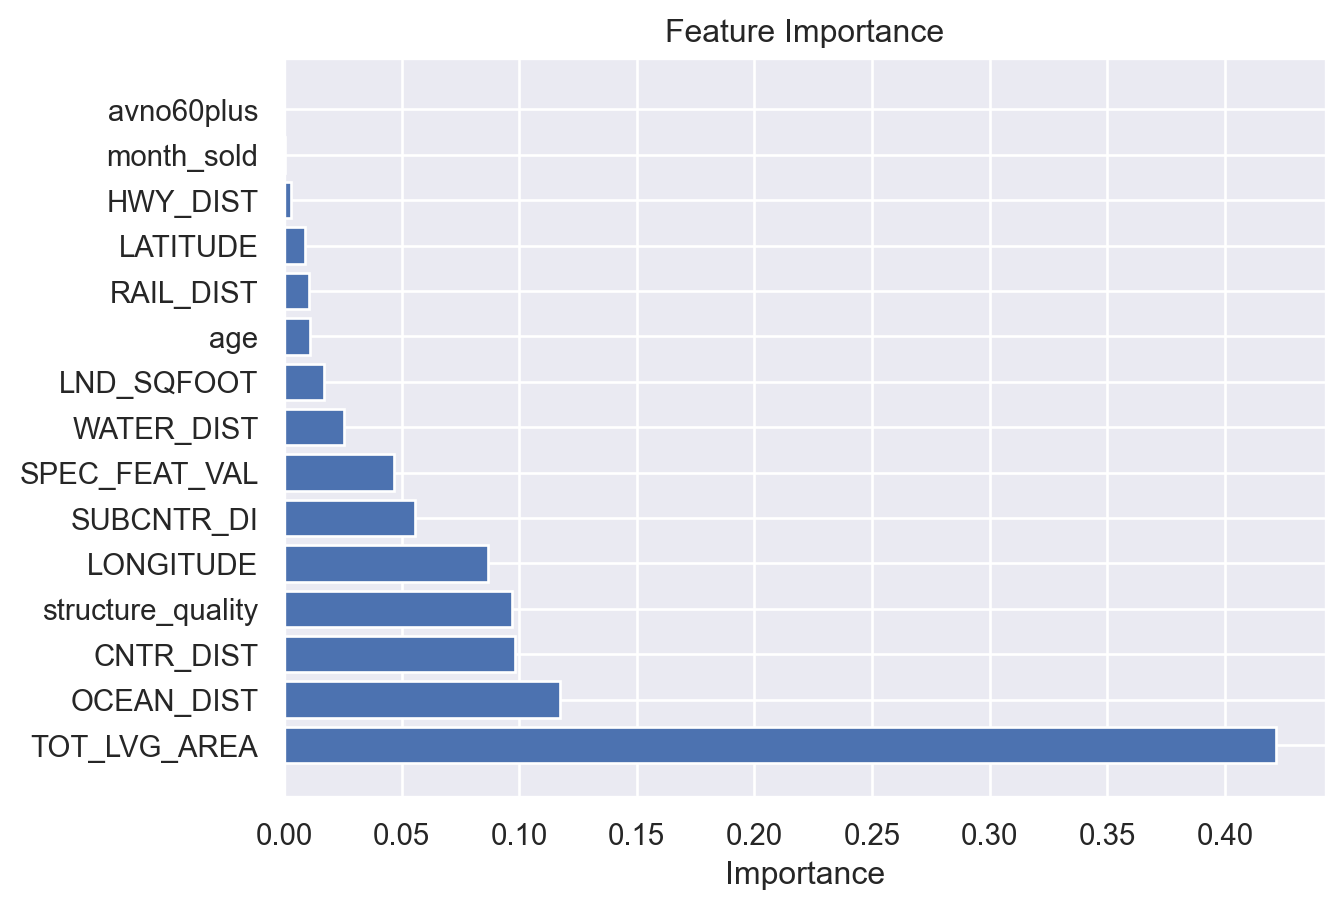 Feature Importance
avno60plus
month_sold
HWY_DIST
LATITUDE
RAIL_DIST
age
LND_SQFOOT
WATER_DIST
SPEC_FEAT_VAL
SUBCNTR_DI
LONGITUDE
structure_quality
CNTR_DIST
OCEAN_DIST
TOT_LVG_AREA
0.00 0.05 0.10 0.15 0.20 0.25 0.30 0.35 0.40
Importance